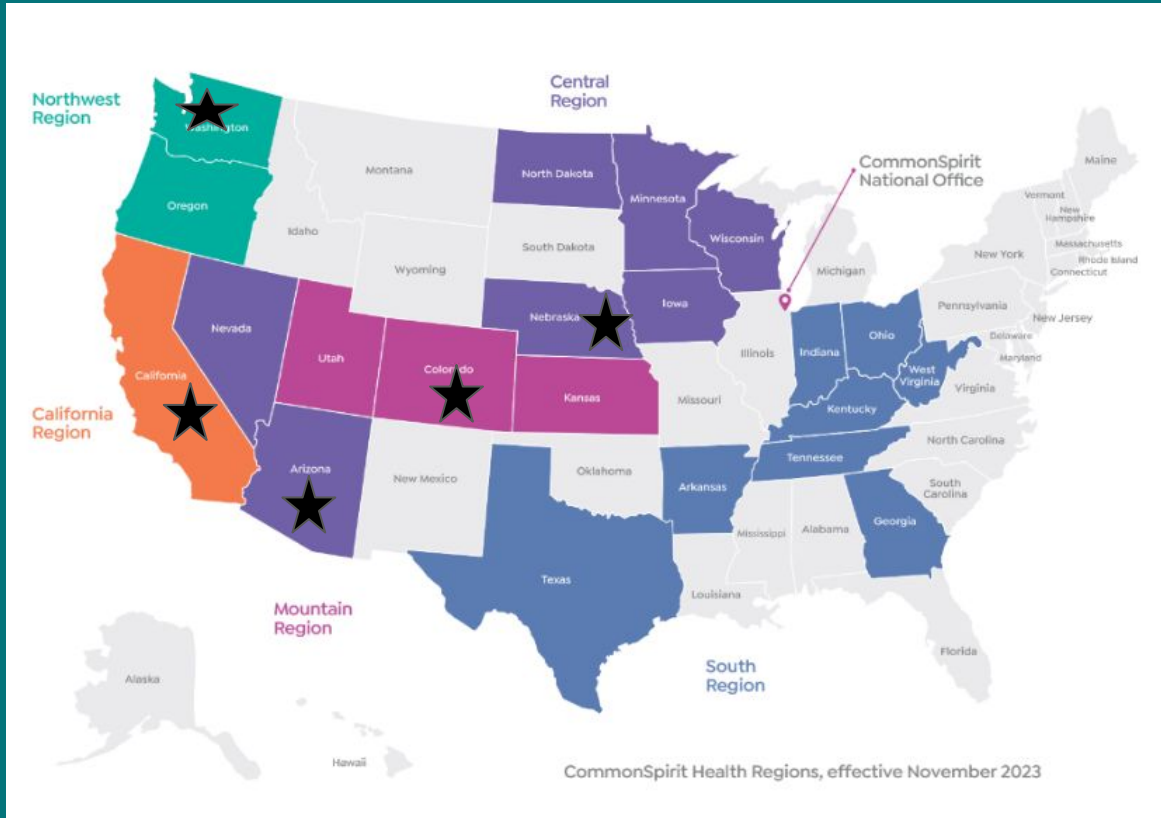 Central
Region
Northwest
Region
Washington
Oregon
Montana
Idaho
Wyoming
North Dakota
South Dakota
Minnesota
Wisconsin
Michigan
CommonSpirit
National Office
Maine
Vermont
New
Hampshire
Massachusetts
Rhode Island
Connecticut
New York
Pennsylvania
New Jersey
Delaware
Maryland
Nebraska
Iowa
Illinois
Indiana
Ohio
West
Virginia
Virginia
Kentucky
Nevada
Utah
Colorado
Kansas
Missouri
California
California
Region
Tennessee
North Carolina
South
Carolina
Arizona
New Mexico
Oklahoma
Arkansas
Mississippi
Alabama
Georgia
Texas
Louisiana
Florida
Mountain
Region
South
Region
Alaska
Hawaii
CommonSpirit Health Regions, effective November 2023